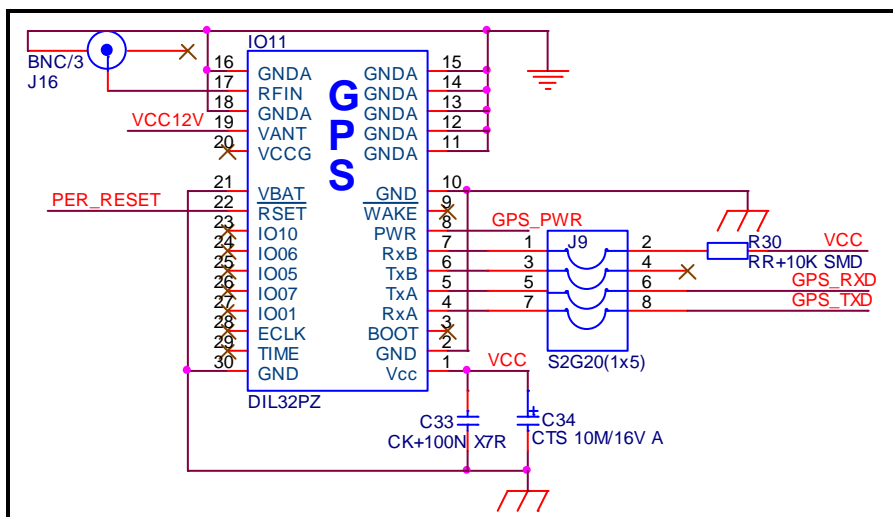 IO11
BNC/3
J16
VCC12V
PER_RESET
16 GNDA
17 RFIN
18 GNDA
19 VANT
20 VCCG
21 VBAT
22 RSET
23 IO10
24 IO06
25 IO05
26 IO07
27 IO01
28 ECLK
29 TIME
30 GND
GPS
GNDA 15
GNDA 14
GNDA 13
GNDA 12
GNDA 11
GND 10
WAKE 9
PWR 8
RxB 7
TxB 6
TxA 5
RxA 4
BOOT 3
GND 2
Vcc 1
DIL32PZ
GPS_PWR
J9
1 2
3 4
5 6
7 8
S2G20(1x5)
R30
RR+10K SMD
VCC
GPS_RXD
GPS_TXD
VCC
C33
CK+100N X7R
C34
CTS 10M/16V A